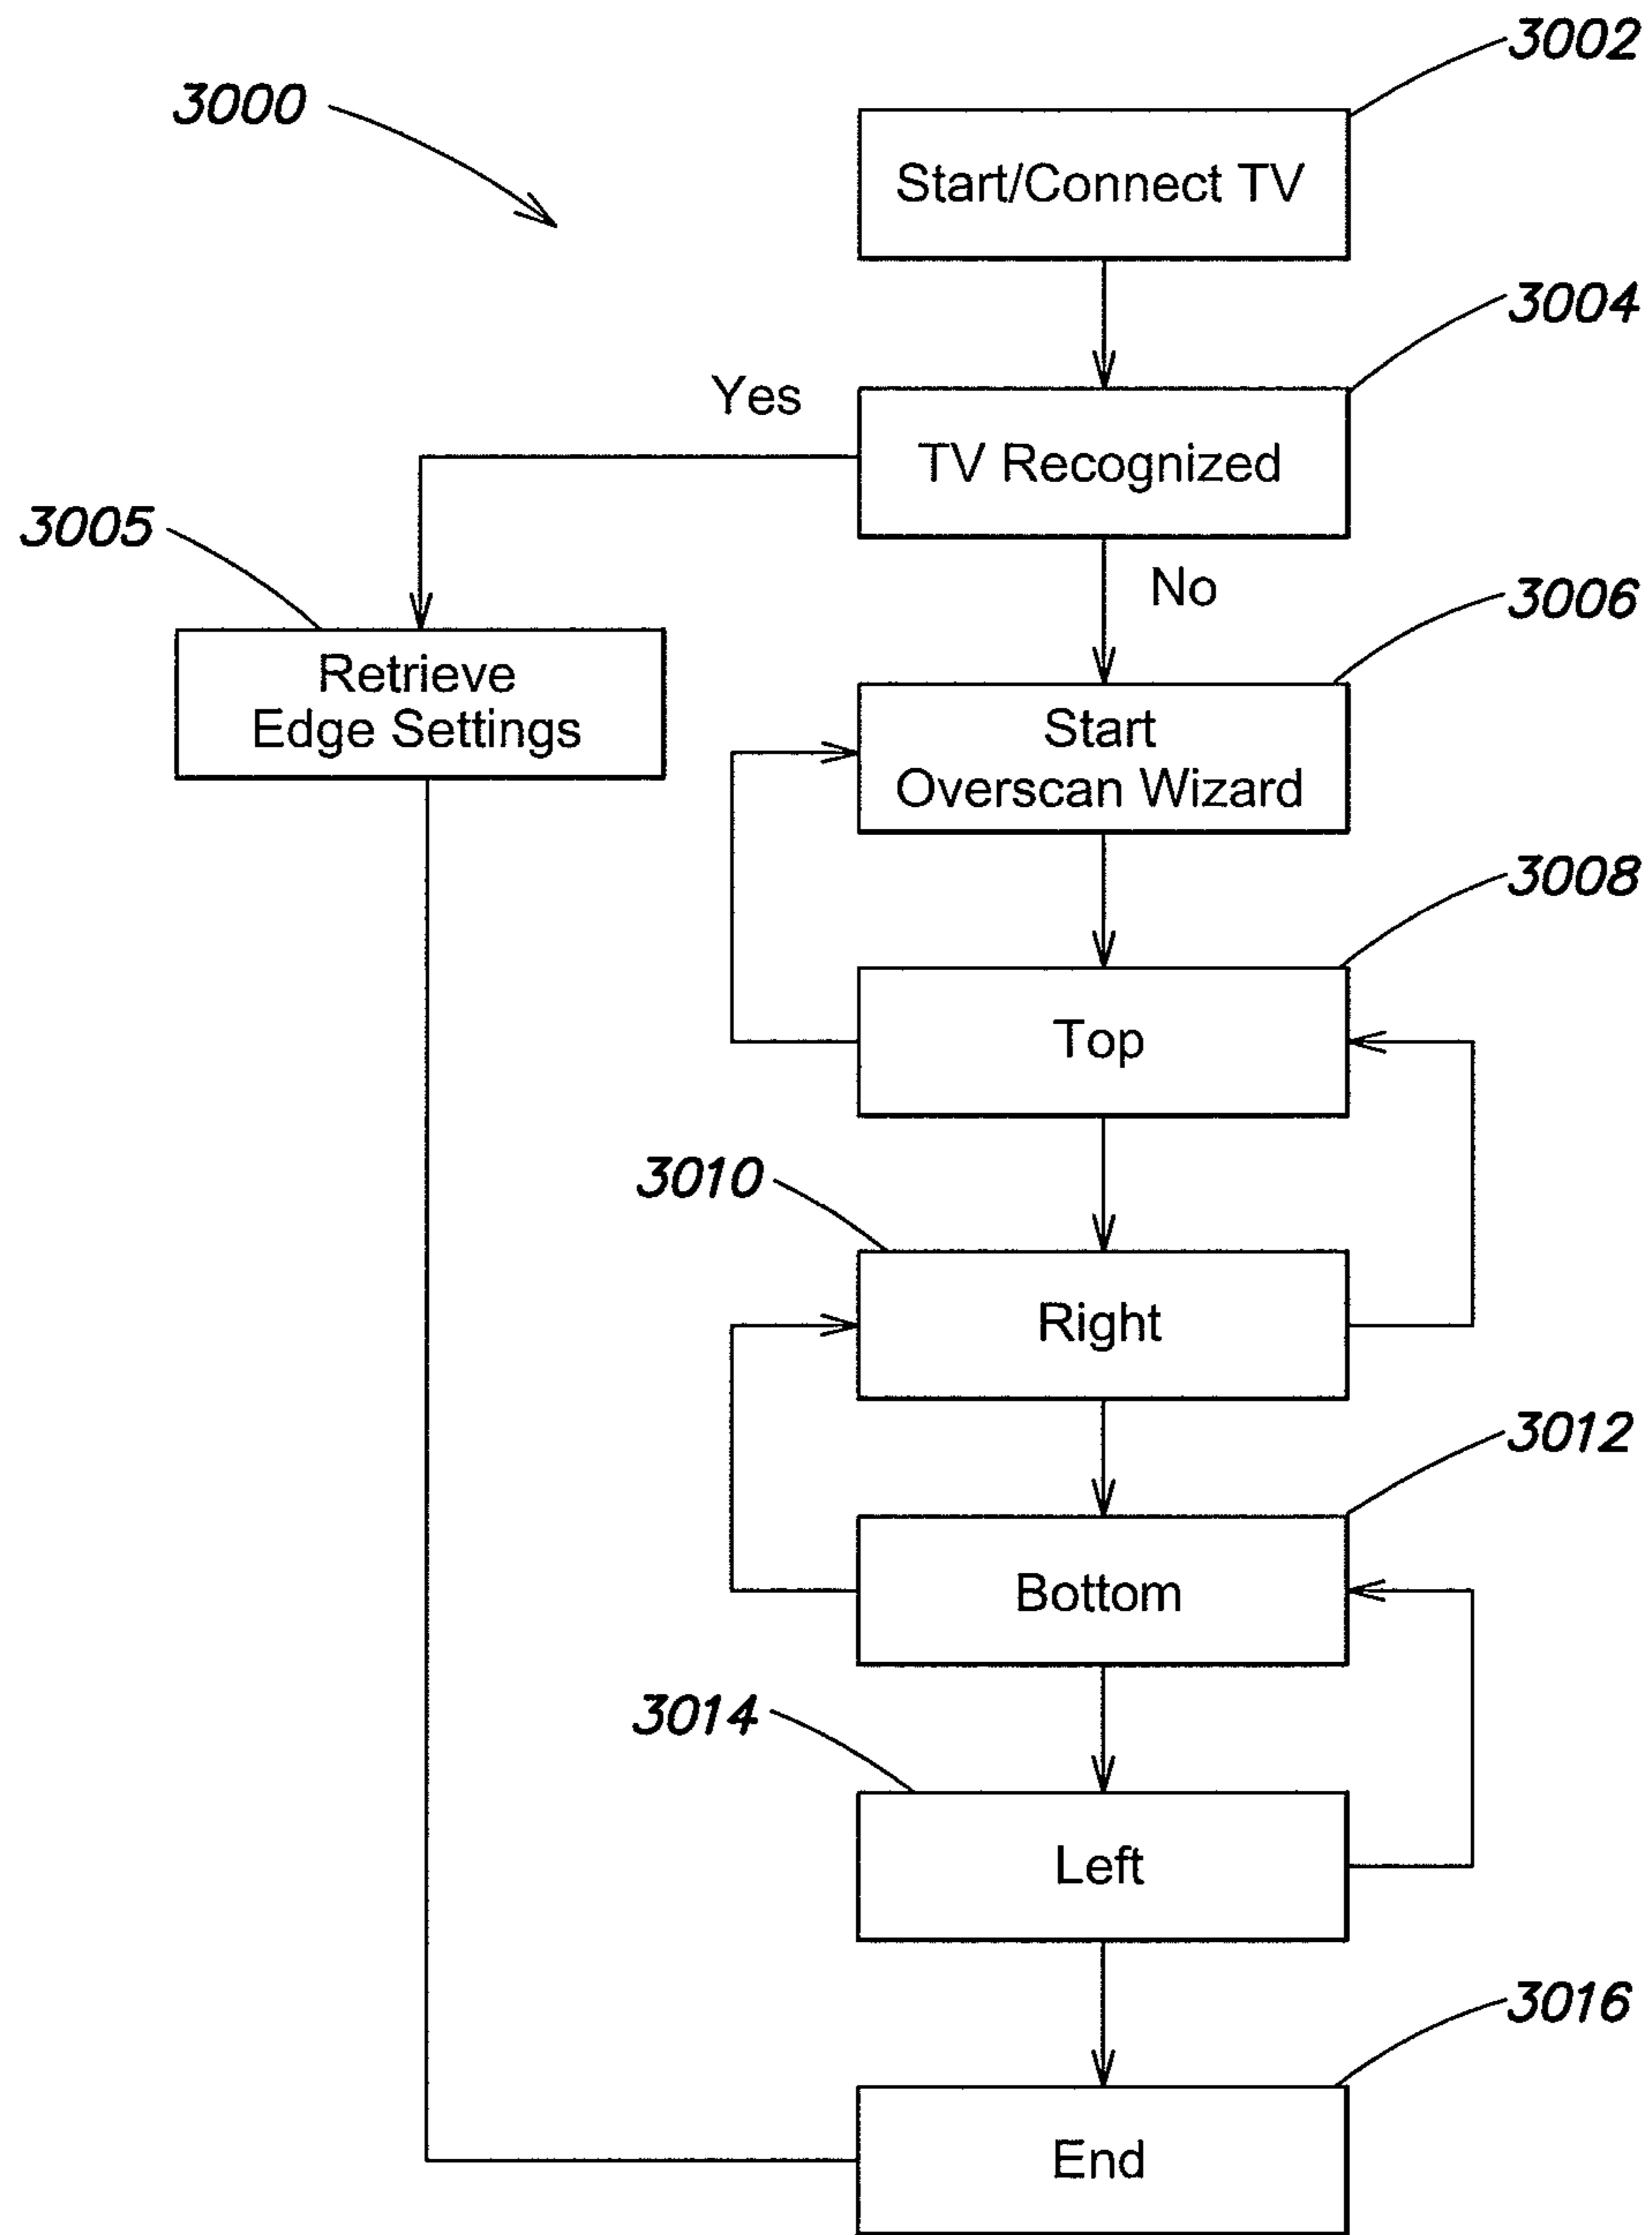 3002
3000
Start/Connect TV
3004
Yes
TV Recognized
3005
No
3006
Retrieve
Edge Settings
Start
Overscan Wizard
3008
Top
3010
Right
3012
Bottom
3014
Left
3016
End